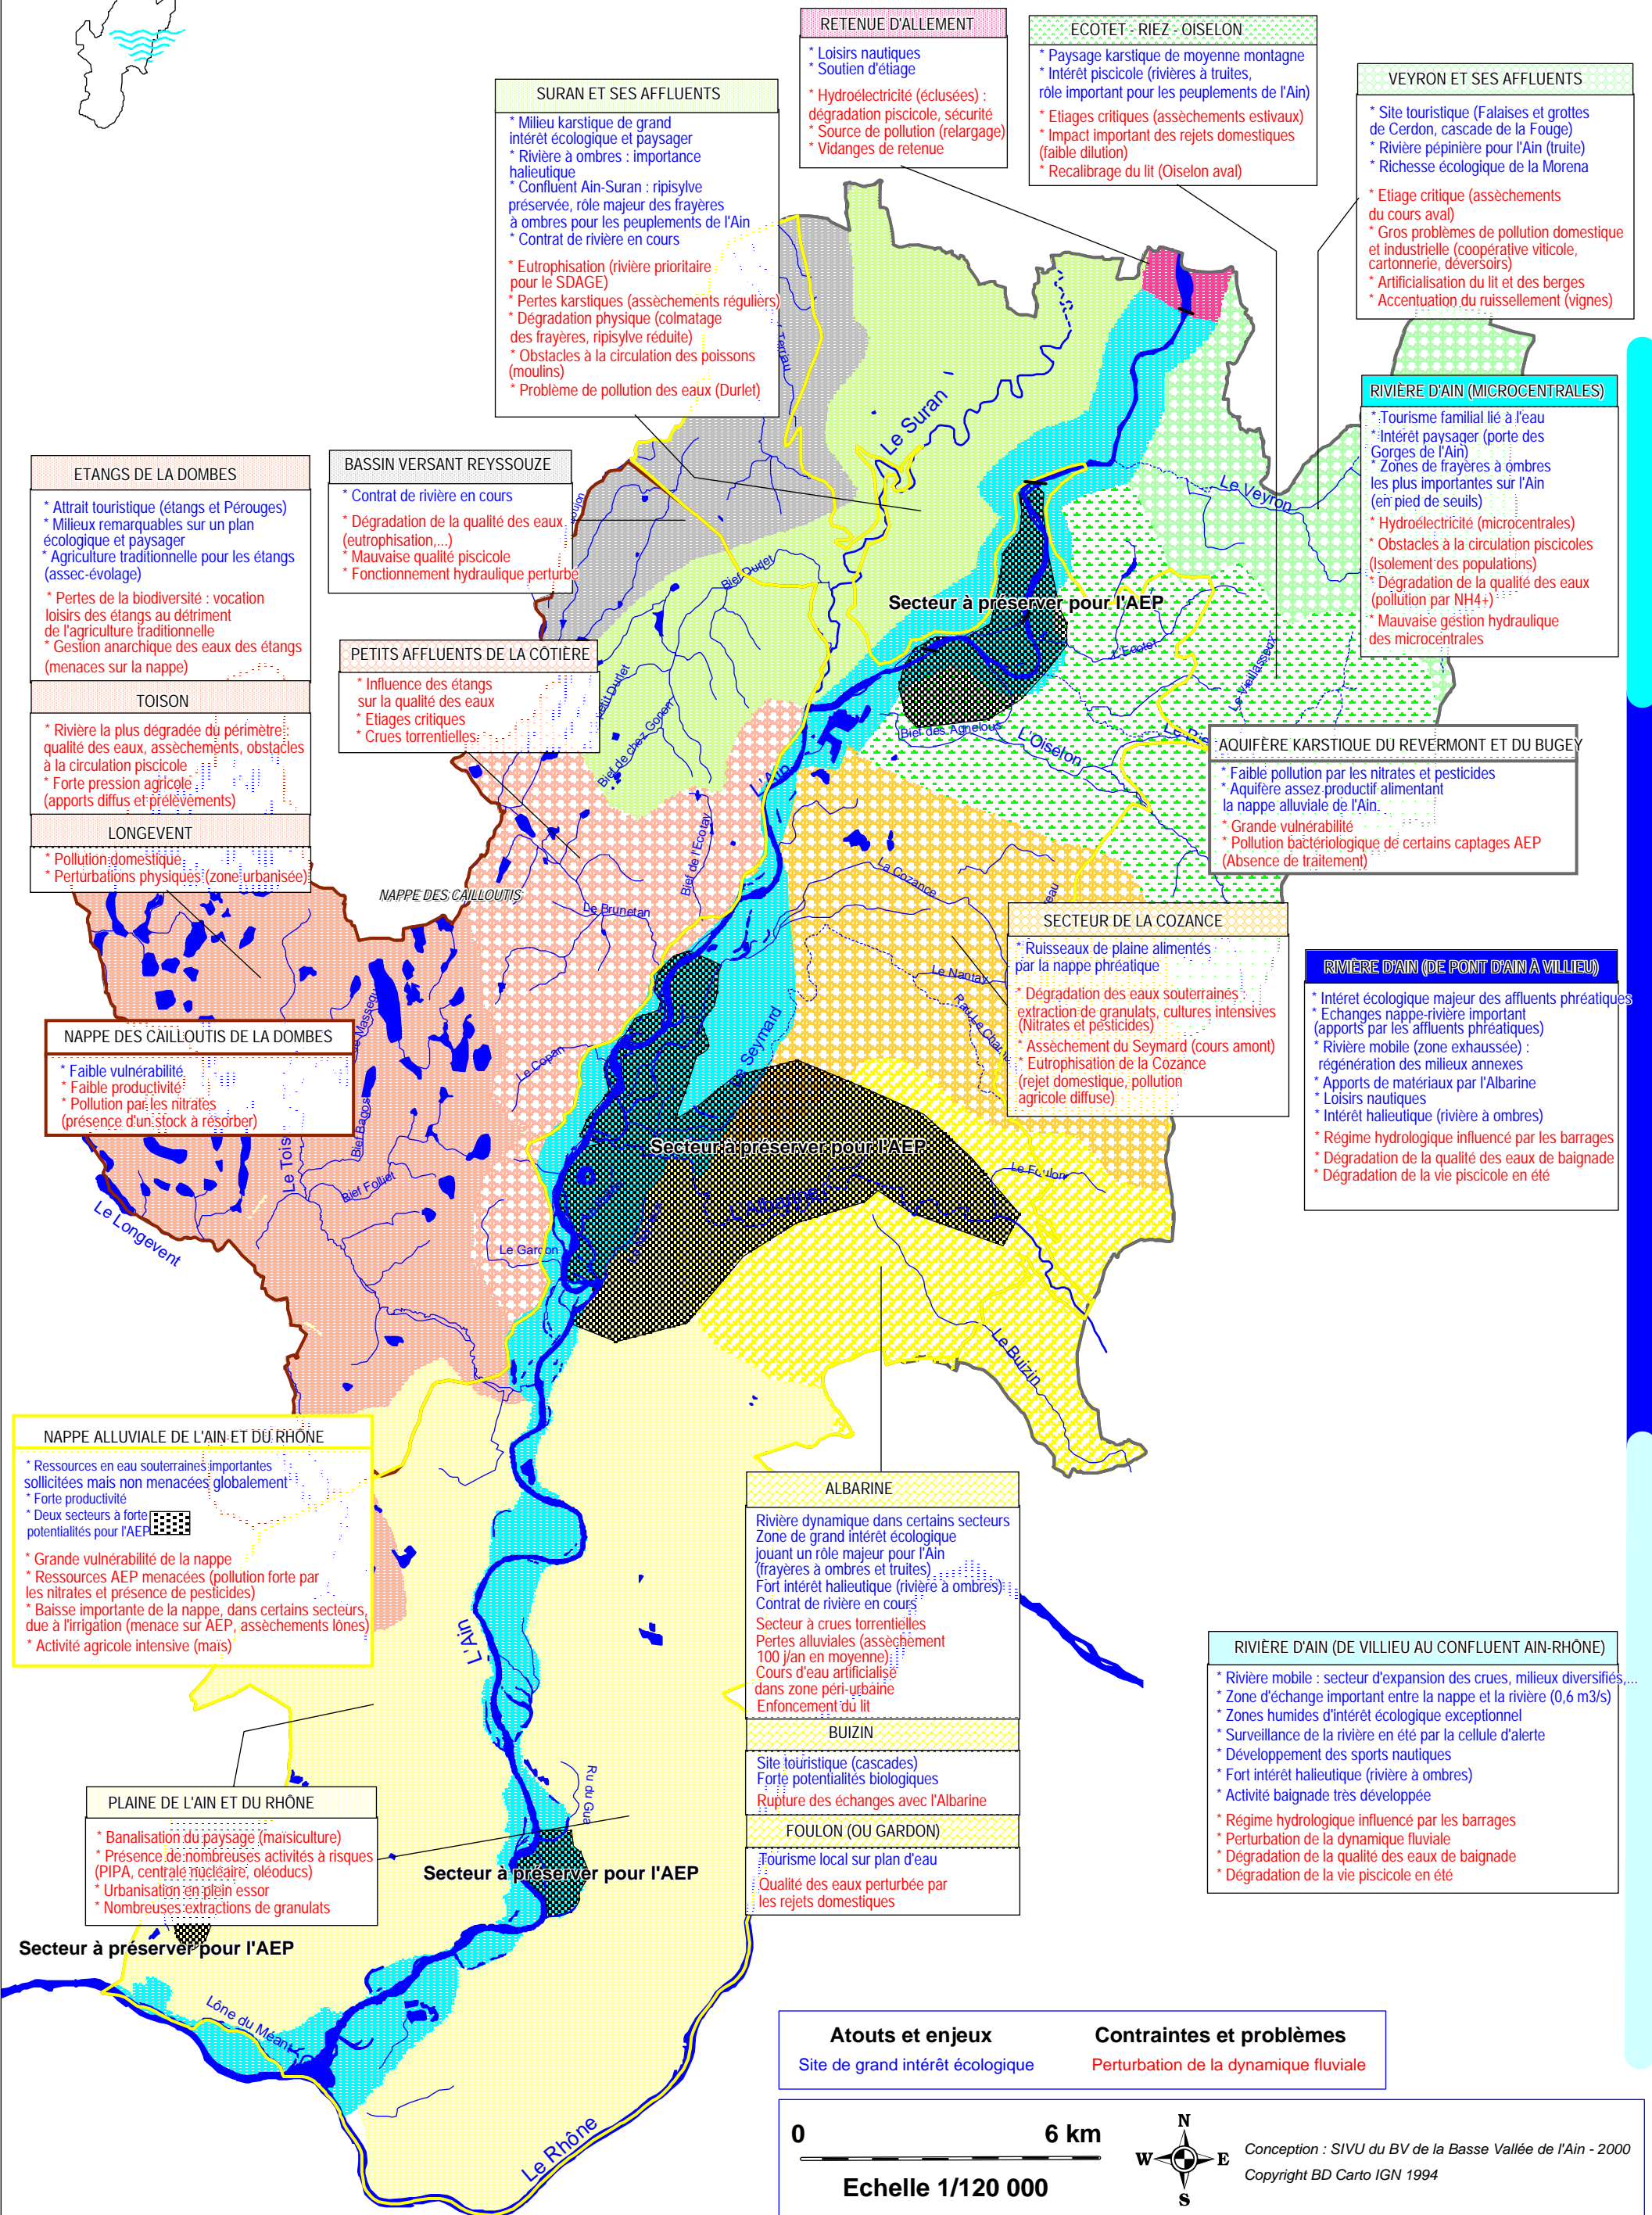 RETENUE D'ALLEMENT
* Loisirs nautiques
* Soutien d'étiage
* Hydroélectricité (éclusées) :
dégradation piscicole, sécurité
* Source de pollution (relargage)
* Vidanges de retenue
ECOTET - RIEZ - OISELON
* Paysage karstique de moyenne montagne
* Intérêt piscicole (rivières à truites,
rôle important pour les peuplements de l'Ain)
* Etiages critiques (assèchements estivaux)
* Impact important des rejets domestiques
(faible dilution)
* Recalibrage du lit (Oiselon aval)
VEYRON ET SES AFFLUENTS
* Site touristique (Falaises et grottes
de Cerdon, cascade de la Fouge)
* Rivière pépinière pour l'Ain (truite)
* Richesse écologique de la Morena
* Etiage critique (assèchements
du cours aval)
* Gros problèmes de pollution domestique
et industrielle (coopérative viticole,
cartonnerie, déversoirs)
* Artificialisation du lit et des berges
* Accentuation du ruissellement (vignes)
SURAN ET SES AFFLUENTS
* Milieu karstique de grand
intérêt écologique et paysager
* Rivière à ombres : importance
halieutique
* Confluent Ain-Suran : ripisylve
préservée, rôle majeur des frayères
à ombres pour les peuplements de l'Ain
* Contrat de rivière en cours
* Eutrophisation (rivière prioritaire
pour le SDAGE)
* Pertes karstiques (assèchements réguliers)
* Dégradation physique (colmatage
des frayères, ripisylve réduite)
* Obstacles à la circulation des poissons
(moulins)
* Problème de pollution des eaux (Durlet)
RIVIÈRE D'AIN (MICROCENTRALES)
* Tourisme familial lié à l'eau
* Intérêt paysager (porte des
Gorges de l'Ain)
* Zones de frayères à ombres
les plus importantes sur l'Ain
(en pied de seuils)
* Hydroélectricité (microcentrales)
* Obstacles à la circulation piscicoles
(Isolement des populations)
* Dégradation de la qualité des eaux
(pollution par NH4+)
* Mauvaise gestion hydraulique
des microcentrales
ETANGS DE LA DOMBES
* Attrait touristique (étangs et Pérouges)
* Milieux remarquables sur un plan
écologique et paysager
* Agriculture traditionnelle pour les étangs
(assec-évolage)
* Pertes de la biodiversité : vocation
loisirs des étangs au détriment
de l'agriculture traditionnelle
* Gestion anarchique des eaux des étangs
(menaces sur la nappe)
TOISON
* Rivière la plus dégradée du périmètre :
qualité des eaux, assèchements, obstacles
à la circulation piscicole
* Forte pression agricole
(apports diffus et prélèvements)
LONGEVENT
* Pollution domestique
* Perturbations physiques (zone urbanisée)
BASSIN VERSANT REYSSOUZE
* Contrat de rivière en cours
* Dégradation de la qualité des eaux
(eutrophisation,...)
* Mauvaise qualité piscicole
* Fonctionnement hydraulique perturbé
PETITS AFFLUENTS DE LA CÔTIÈRE
* Influence des étangs
sur la qualité des eaux
* Etiages critiques
* Crues torrentielles
AQUIFÈRE KARSTIQUE DU REVERMONT ET DU BUGEY
* Faible pollution par les nitrates et pesticides
* Aquifère assez productif alimentant
la nappe alluviale de l'Ain.
* Grande vulnérabilité
* Pollution bactériologique de certains captages AEP
(Absence de traitement)
SECTEUR DE LA COZANCE
* Ruisseaux de plaine alimentés
par la nappe phréatique
* Dégradation des eaux souterraines :
extraction de granulats, cultures intensives
(Nitrates et pesticides)
* Assèchement du Seymard (cours amont)
* Eutrophisation de la Cozance
(rejet domestique, pollution
agricole diffuse)
RIVIÈRE D'AIN (DE PONT D'AIN À VILLIEU)
* Intéret écologique majeur des affluents phréatiques
* Echanges nappe-rivière important
(apports par les affluents phréatiques)
* Rivière mobile (zone exhaussée) :
régénération des milieux annexes
* Apports de matériaux par l'Albarine
* Loisirs nautiques
* Intérêt halieutique (rivière à ombres)
* Régime hydrologique influencé par les barrages
* Dégradation de la qualité des eaux de baignade
* Dégradation de la vie piscicole en été
NAPPE DES CAILLOUTIS DE LA DOMBES
* Faible vulnérabilité
* Faible productivité
* Pollution par les nitrates
(présence d'un stock à résorber)
NAPPE ALLUVIALE DE L'AIN ET DU RHÔNE
* Ressources en eau souterraines importantes
sollicitées mais non menacées globalement
* Forte productivité
* Deux secteurs à forte
potentialités pour l'AEP
* Grande vulnérabilité de la nappe
* Ressources AEP menacées (pollution forte par
les nitrates et présence de pesticides)
* Baisse importante de la nappe, dans certains secteurs,
due à l'irrigation (menace sur AEP, assèchements lônes)
* Activité agricole intensive (maïs)
ALBARINE
Rivière dynamique dans certains secteurs
Zone de grand intérêt écologique
jouant un rôle majeur pour l'Ain
(frayères à ombres et truites)
Fort intérêt halieutique (rivière à ombres)
Contrat de rivière en cours
Secteur à crues torrentielles
Pertes alluviales (assèchement
100 j/an en moyenne)
Cours d'eau artificialisé
dans zone péri-urbaine
Enfoncement du lit
BUIZIN
Site touristique (cascades)
Forte potentialités biologiques
Rupture des échanges avec l'Albarine
FOULON (OU GARDON)
Tourisme local sur plan d'eau
Qualité des eaux perturbée par
les rejets domestiques
RIVIÈRE D'AIN (DE VILLIEU AU CONFLUENT AIN-RHÔNE)
* Rivière mobile : secteur d'expansion des crues, milieux diversifiés,...
* Zone d'échange important entre la nappe et la rivière (0,6 m3/s)
* Zones humides d'intérêt écologique exceptionnel
* Surveillance de la rivière en été par la cellule d'alerte
* Développement des sports nautiques
* Fort intérêt halieutique (rivière à ombres)
* Activité baignade très développée
* Régime hydrologique influencé par les barrages
* Perturbation de la dynamique fluviale
* Dégradation de la qualité des eaux de baignade
* Dégradation de la vie piscicole en été
PLAINE DE L'AIN ET DU RHÔNE
* Banalisation du paysage (maïsiculture)
* Présence de nombreuses activités à risques
(PIPA, centrale nucléaire, oléoducs)
* Urbanisation en plein essor
* Nombreuses extractions de granulats
Le Suran
Le Veyron
Bief Durlet
Secteur à préserver pour l'AEP
L'Ecotet
Le Vieillasseur
Petit Durlet
Bief de chez Gonem
Bief des Agnelous
L'Oiselon
Bief de l'Ecotay
La Cozance
NAPPE DES CAILLOUTIS
Le Brunetan
Le Nantay
Le Seymard
Le Copan
Secteur à préserver pour l'AEP
Le Foulon
Bief Folliet
Le Longevent
Le Gardon
Le Buizin
L'Ain
Ru du Gua
Secteur à préserver pour l'AEP
Secteur à préserver pour l'AEP
Lône du Méant
Le Rhône
Atouts et enjeux
Contraintes et problèmes
Site de grand intérêt écologique
Perturbation de la dynamique fluviale
0 6 km
Echelle 1/120 000
N
W E
S
Conception : SIVU du BV de la Basse Vallée de l'Ain - 2000
Copyright BD Carto IGN 1994